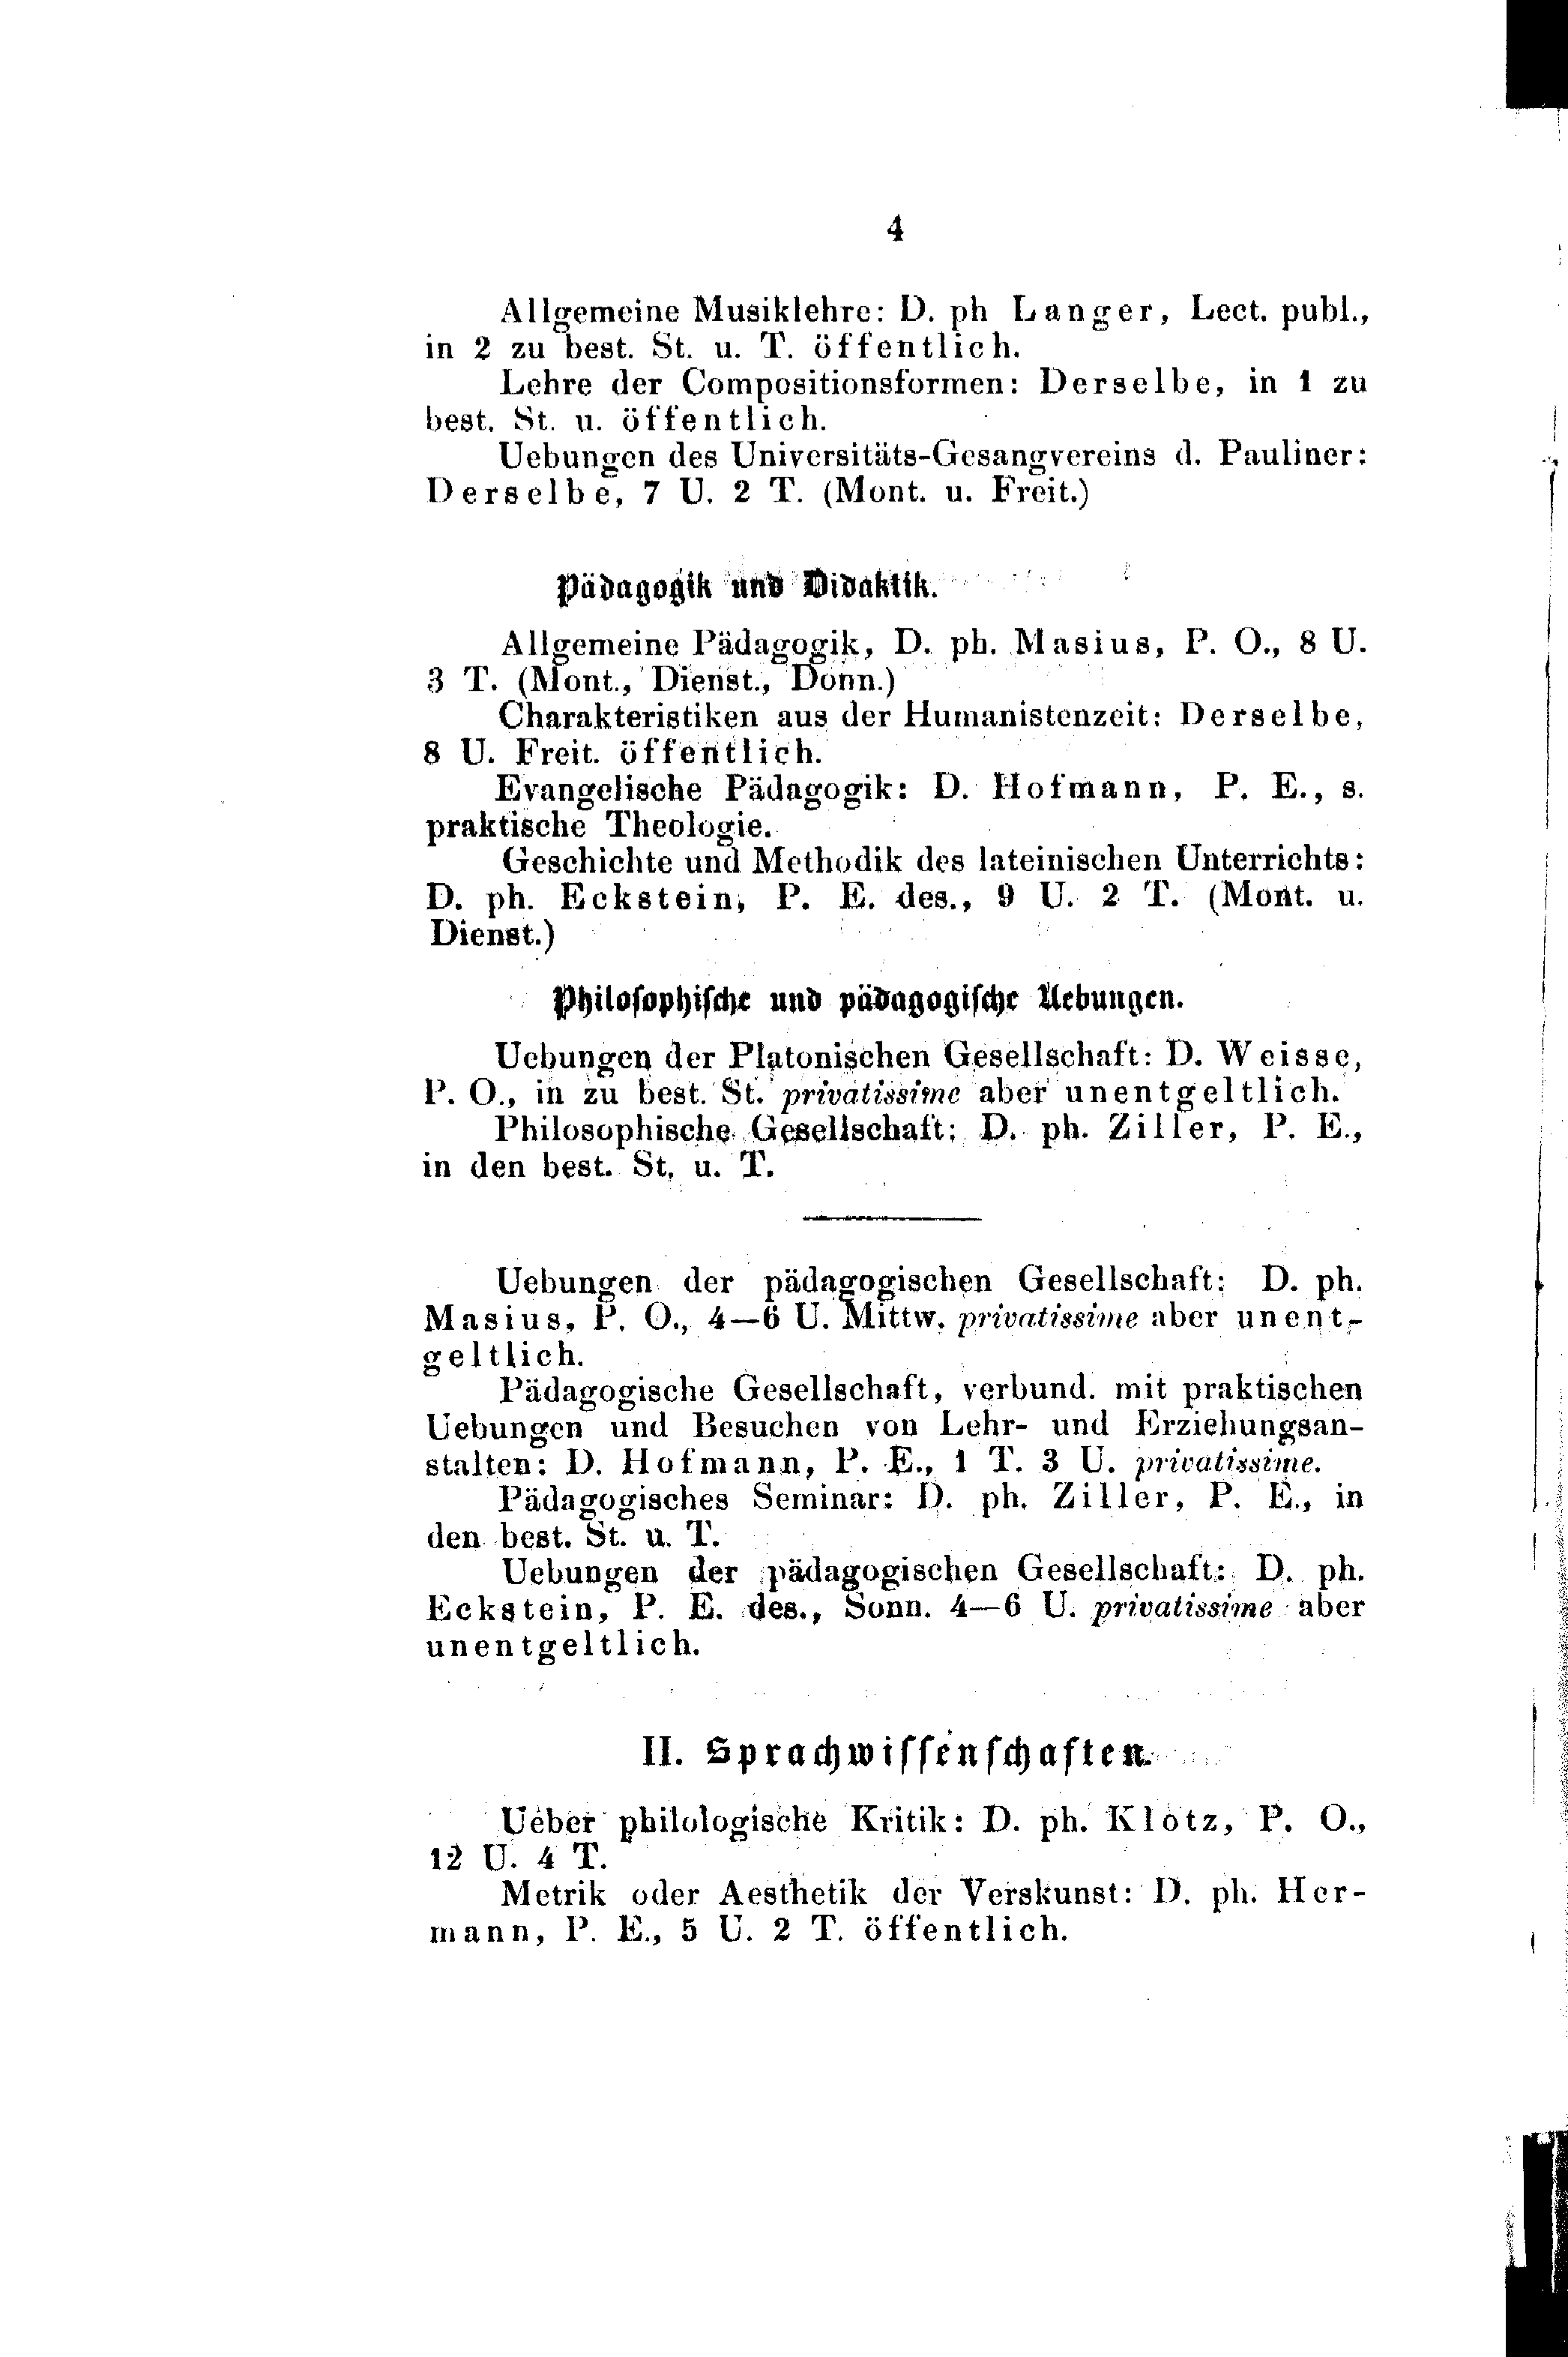 4
Allgemeine Musiklehre: D. ph Langer, Lect. publ.,
in 2 zu best. St. u. T. öffentlich.
Lehre der Compositionsformen: Derselbe, in 1 zu
best. St. u. öffentlich.
Uebungen des Universitäts-Gesangvereins d. Pauliner:
Derselbe, 7 U. 2 T. (Mont. u. Freit.)
Pädagogik und Didaktik.
Allgemeine Pädagogik, D. ph. Masius, P. O., 8 U.
3 T. (Mont., Dienst., Donn.)
Charakteristiken aus der Humanistenzeit: Derselbe,
8 U. Freit. öffentlich.
Evangelische Pädagogik: D. Hofmann, P. E., s.
praktische Theologie.
Geschichte und Methodik des lateinischen Unterrichts:
D. ph. Eckstein, P. E. des., 9 U. 2 T. (Mont. u.
Dienst.)
Philosophische und pädagogische Uebungen.
Uebungen der Platonischen Gesellschaft: D. Weisse,
P. O., in zu best. St. privatissime aber unentgeltlich.
Philosophische Gesellschaft: D. ph. Ziller, P. E.,
in den best. St. u. T.
Uebungen der pädagogischen Gesellschaft: D. ph.
Masius, P. O., 4—6 U. Mittw. privatissime aber unent-
geltlich.
Pädagogische Gesellschaft, verbund. mit praktischen
Uebungen und Besuchen von Lehr- und Erziehungsan-
stalten: D. Hofmann, P. E., 1 T. 3 U. privatissime.
Pädagogisches Seminar: D. ph. Ziller, P. E., in
den best. St. u. T.
Uebungen der pädagogischen Gesellschaft: D. ph.
Eckstein, P. E. des., Sonn. 4—6 U. privatissime aber
unentgeltlich.
II. Sprachwissenschaften.
Ueber philologische Kritik: D. ph. Klotz, P. O.,
12 U. 4 T.
Metrik oder Aesthetik der Verskunst: D. ph. Her-
mann, P. E., 5 U. 2 T. öffentlich.